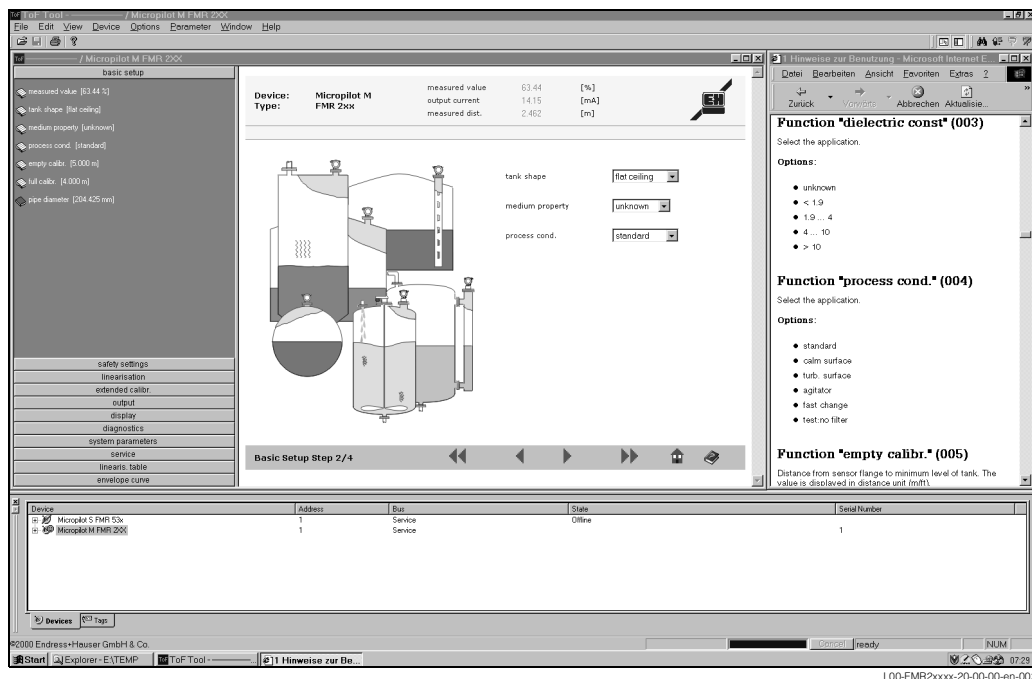 ToF Tool - / Micropilot M FMR 2XX
File Edit View Device Options Parameter Window Help
ToF / Micropilot M FMR 2XX
basic setup
measured value [63.44 %]
tank shape [flat ceiling]
medium property [unknown]
process cond. [standard]
empty calibr. [5.000 m]
full calibr. [4.000 m]
pipe diameter [204.425 mm]
safety settings
linearisation
extended calibr.
output
display
diagnostics
system parameters
service
linearis. table
envelope curve
Device: Micropilot M
Type: FMR 2xx
measured value 63.44 [%]
output current 14.15 [mA]
measured dist. 2.462 [m]
EH
tank shape flat ceiling
medium property unknown
process cond. standard
Basic Setup Step 2/4
1 Hinweise zur Benutzung - Microsoft Internet E...
Datei Bearbeiten Ansicht Favoriten Extras ?
Zurück Vorwärts Abbrechen Aktualisie... »
Function "dielectric const" (003)
Select the application.
Options:
unknown
< 1.9
1.9 ... 4
4 ... 10
> 10
Function "process cond." (004)
Select the application.
Options:
standard
calm surface
turb. surface
agitator
fast change
test:no filter
Function "empty calibr." (005)
Distance from sensor flange to minimum level of tank. The
value is displayed in distance unit (m/ft).
Device Address Bus State Serial Number
Micropilot S FMR 53x 1 Service Offline
Micropilot M FMR 2XX 1 Service 1
Devices Tags
©2000 Endress+Hauser GmbH & Co.
Cancel ready NUM
Start Explorer - E:\TEMP ToF ToF Tool - ... 1 Hinweise zur Be... 07:29